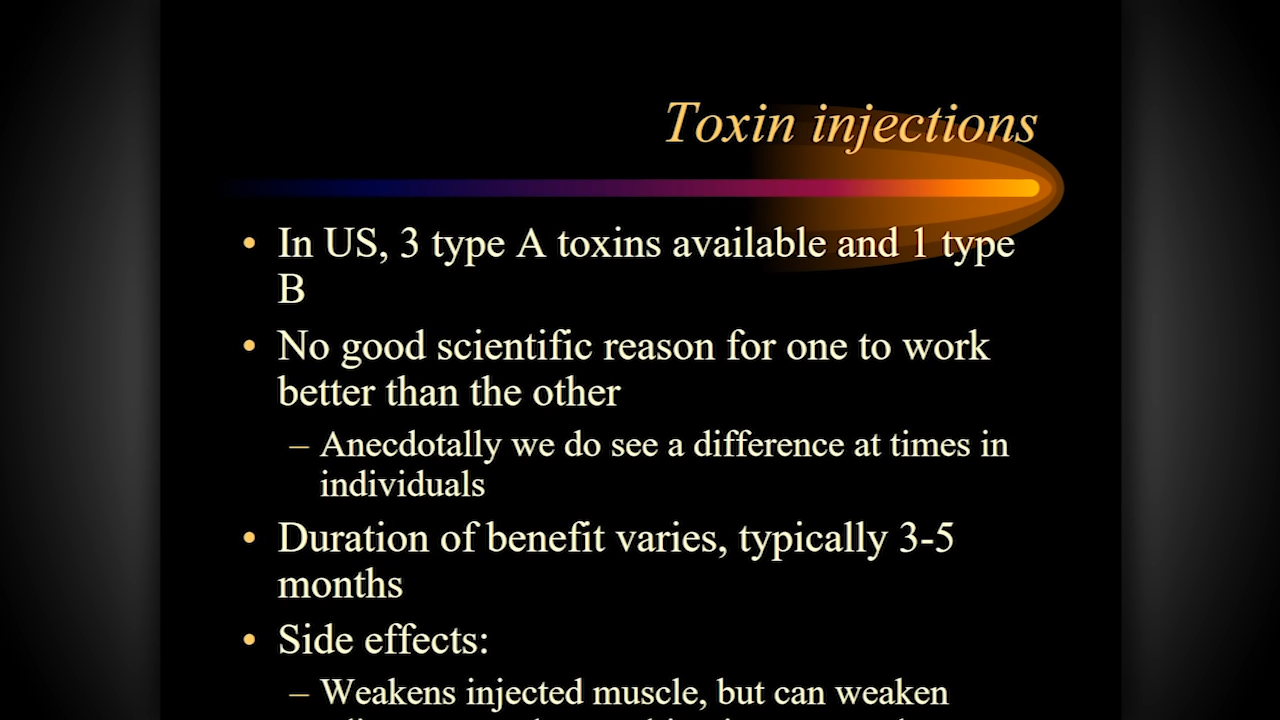 Toxin injections
• In US, 3 type A toxins available and 1 type
B
• No good scientific reason for one to work
better than the other
– Anecdotally we do see a difference at times in
individuals
• Duration of benefit varies, typically 3-5
months
• Side effects:
– Weakens injected muscle, but can weaken